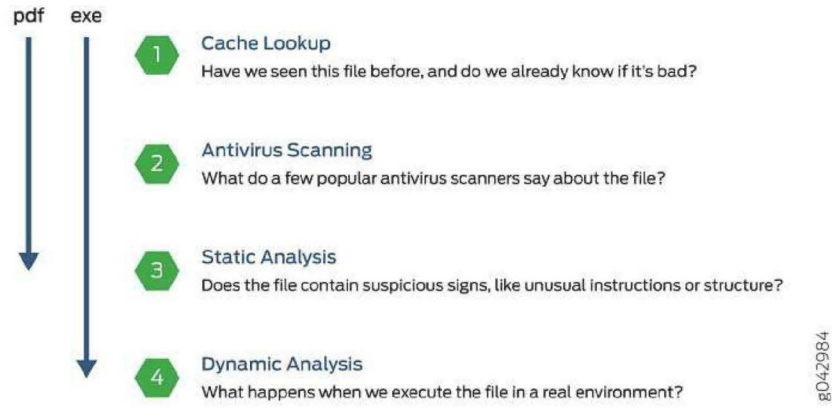 pdf exe
1
Cache Lookup
Have we seen this file before, and do we already know if it's bad?
2
Antivirus Scanning
What do a few popular antivirus scanners say about the file?
3
Static Analysis
Does the file contain suspicious signs, like unusual instructions or structure?
4
Dynamic Analysis
What happens when we execute the file in a real environment?
g042984